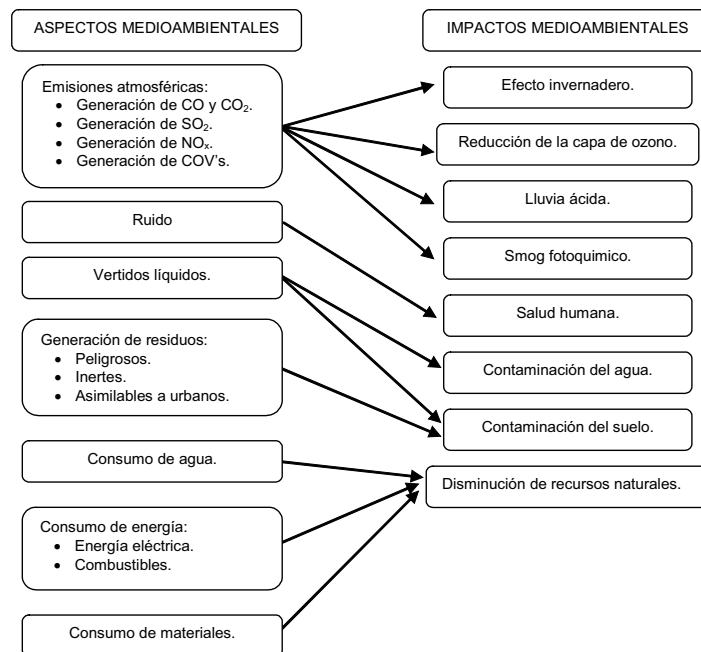 ASPECTOS MEDIOAMBIENTALES
Emisiones atmosféricas:
• Generación de CO y CO₂.
• Generación de SO₂.
• Generación de NOₓ.
• Generación de COV's.
Ruido
Vertidos líquidos.
Generación de residuos:
• Peligrosos.
• Inertes.
• Asimilables a urbanos.
Consumo de agua.
Consumo de energía:
• Energía eléctrica.
• Combustibles.
Consumo de materiales.
IMPACTOS MEDIOAMBIENTALES
Efecto invernadero.
Reducción de la capa de ozono.
Lluvia ácida.
Smog fotoquimico.
Salud humana.
Contaminación del agua.
Contaminación del suelo.
Disminución de recursos naturales.